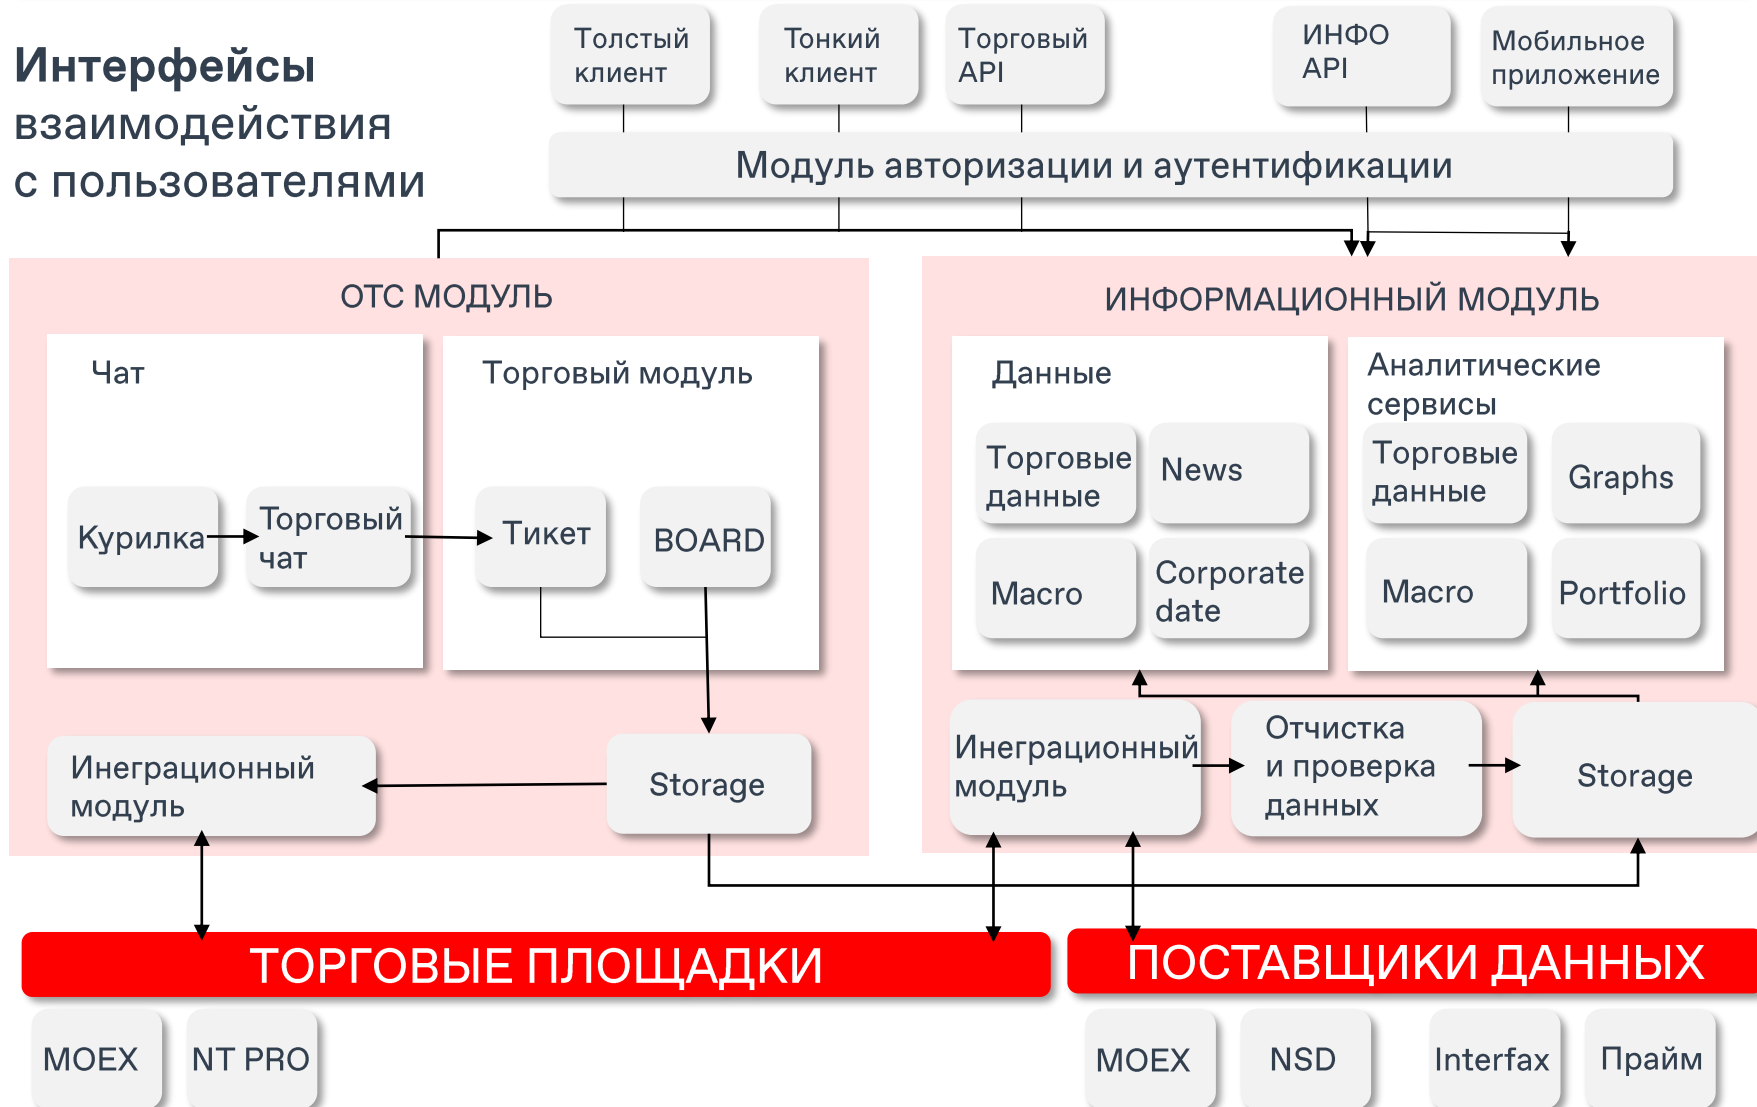 Интерфейсы
взаимодействия
с пользователями
Толстый
клиент
Тонкий
клиент
Торговый
API
ИНФО
API
Мобильное
приложение
Модуль авторизации и аутентификации
ОТС МОДУЛЬ
Чат
Курилка
Торговый
чат
Торговый модуль
Тикет
BOARD
Инеграционный
модуль
Storage
ИНФОРМАЦИОННЫЙ МОДУЛЬ
Данные
Торговые
данные
News
Macro
Corporate
date
Аналитические
сервисы
Торговые
данные
Graphs
Macro
Portfolio
Инеграционный
модуль
Отчистка
и проверка
данных
Storage
ТОРГОВЫЕ ПЛОЩАДКИ
MOEX
NT PRO
ПОСТАВЩИКИ ДАННЫХ
MOEX
NSD
Interfax
Прайм